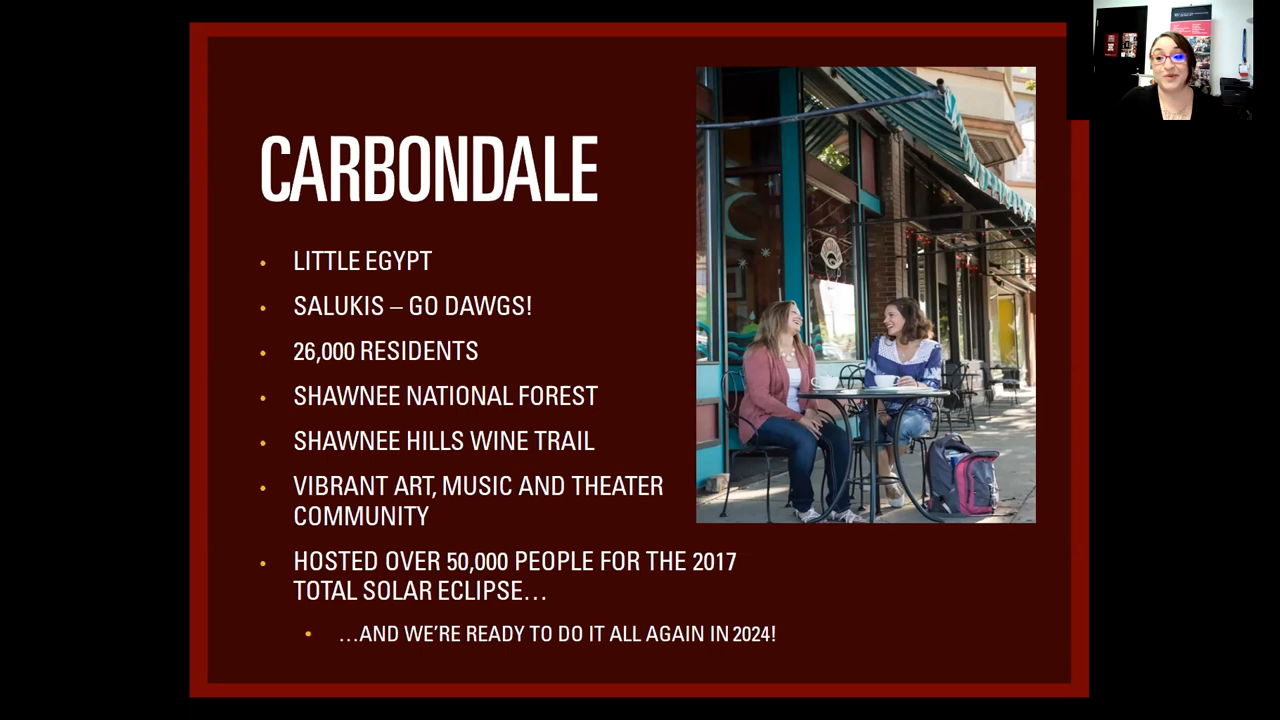 CARBONDALE
LITTLE EGYPT
SALUKIS – GO DAWGS!
26,000 RESIDENTS
SHAWNEE NATIONAL FOREST
SHAWNEE HILLS WINE TRAIL
VIBRANT ART, MUSIC AND THEATER
COMMUNITY
HOSTED OVER 50,000 PEOPLE FOR THE 2017
TOTAL SOLAR ECLIPSE…
…AND WE’RE READY TO DO IT ALL AGAIN IN 2024!